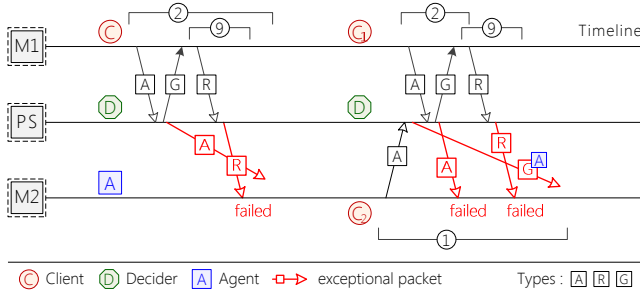 ② ②
C ⑨ C1 ⑨ Timeline
M1
A G R A G R
D D
PS
A R A A R G A
A
M2
failed C2 failed failed
①
C Client D Decider A Agent exceptional packet Types : A R G